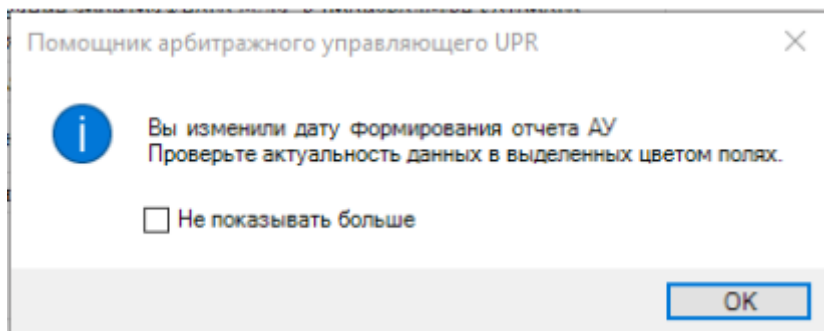 Помощник арбитражного управляющего UPR
Вы изменили дату формирования отчета АУ
Проверьте актуальность данных в выделенных цветом полях.
Не показывать больше
OK